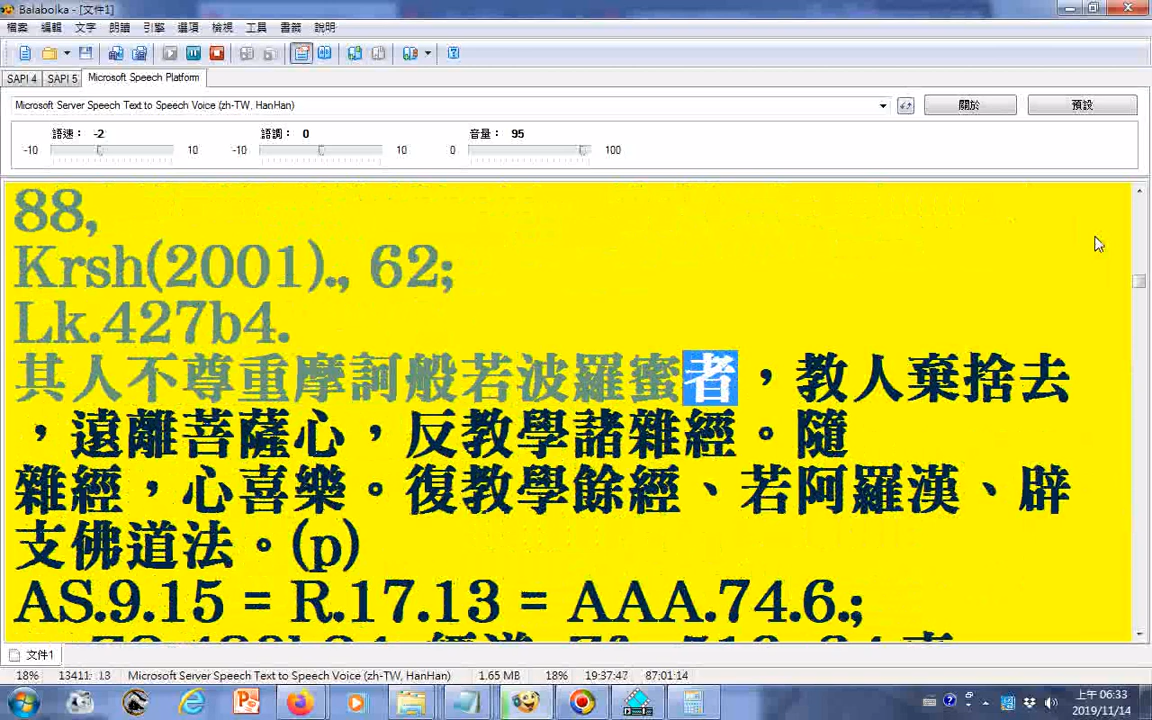 Balabolka - [文件1]
檔案 編輯 文字 朗讀 引擎 選項 檢視 工具 書籤 說明
SAPI 4 SAPI 5 Microsoft Speech Platform
Microsoft Server Speech Text to Speech Voice (zh-TW, HanHan) 關於 預設
語速： -2 語調： 0 音量： 95
-10 10 -10 10 0 100
88,
Krsh(2001)., 62;
Lk.427b4.
其人不尊重摩訶般若波羅蜜者，教人棄捨去
，遠離菩薩心，反教學諸雜經。隨
雜經，心喜樂。復教學餘經、若阿羅漢、辟
支佛道法。(p)
AS.9.15 = R.17.13 = AAA.74.6.;
文件1
18% 13411: 13 Microsoft Server Speech Text to Speech Voice (zh-TW, HanHan) 1.65 MB 18% 19:37:47 87:01:14
上午 06:33
2019/11/14